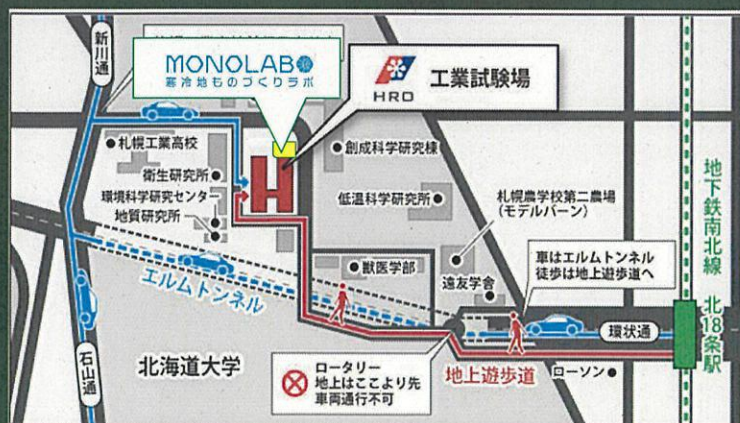 新川通
MONOLAB
寒冷地ものづくりラボ
HRO
工業試験場
札幌工業高校
衛生研究所
環境科学研究センター
地質研究所
創成科学研究棟
低温科学研究所
札幌農学校第二農場
(モデルバーン)
獣医学部
遠友学舎
車はエルムトンネル
徒歩は地上遊歩道へ
エルムトンネル
石山通
北海道大学
ロータリー
地上はここより先
車両通行不可
地上遊歩道
環状通
ローソン
地下鉄南北線 北18条駅